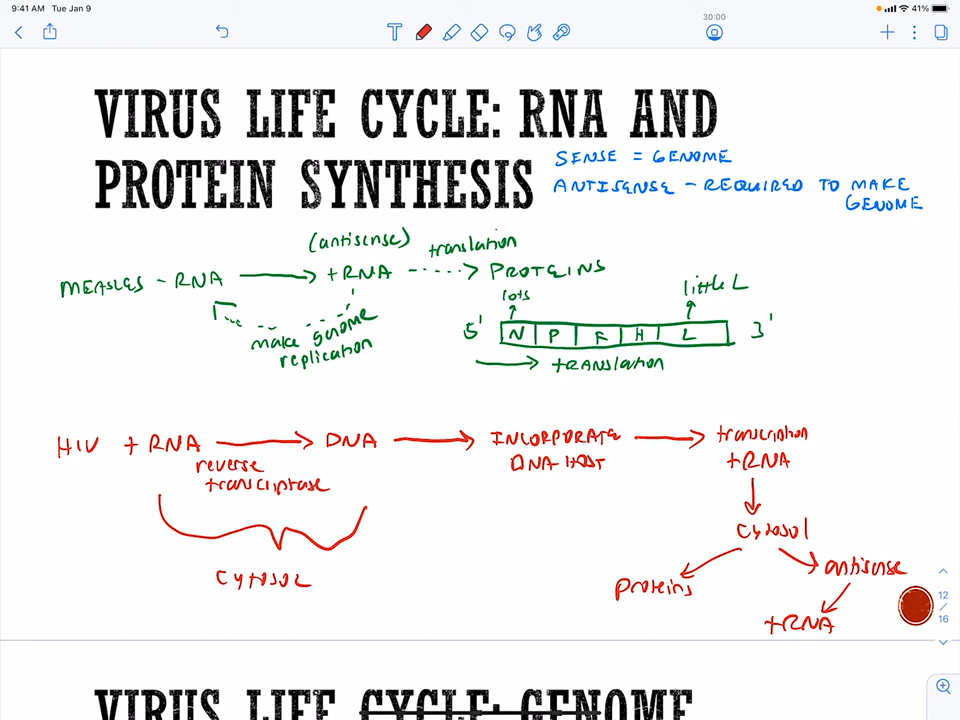 9:41 AM Tue Jan 9
41%
30:00
T
VIRUS LIFE CYCLE: RNA AND
PROTEIN SYNTHESIS
SENSE = GENOME
ANTISENSE - REQUIRED TO MAKE
GENOME
(antisense)
translation
MEASLES - RNA
+RNA
PROTEINS
make genome
replication
lots
little L
5' N P F H L 3'
TRANSlation
HIV + RNA
DNA
INCORPORATE
DNA HOST
reverse
transcriptase
transcription
+RNA
cytosol
cytosol
proteins
antisense
+RNA
12
/
16
VIRUS LIFE CYCLE: GENOME